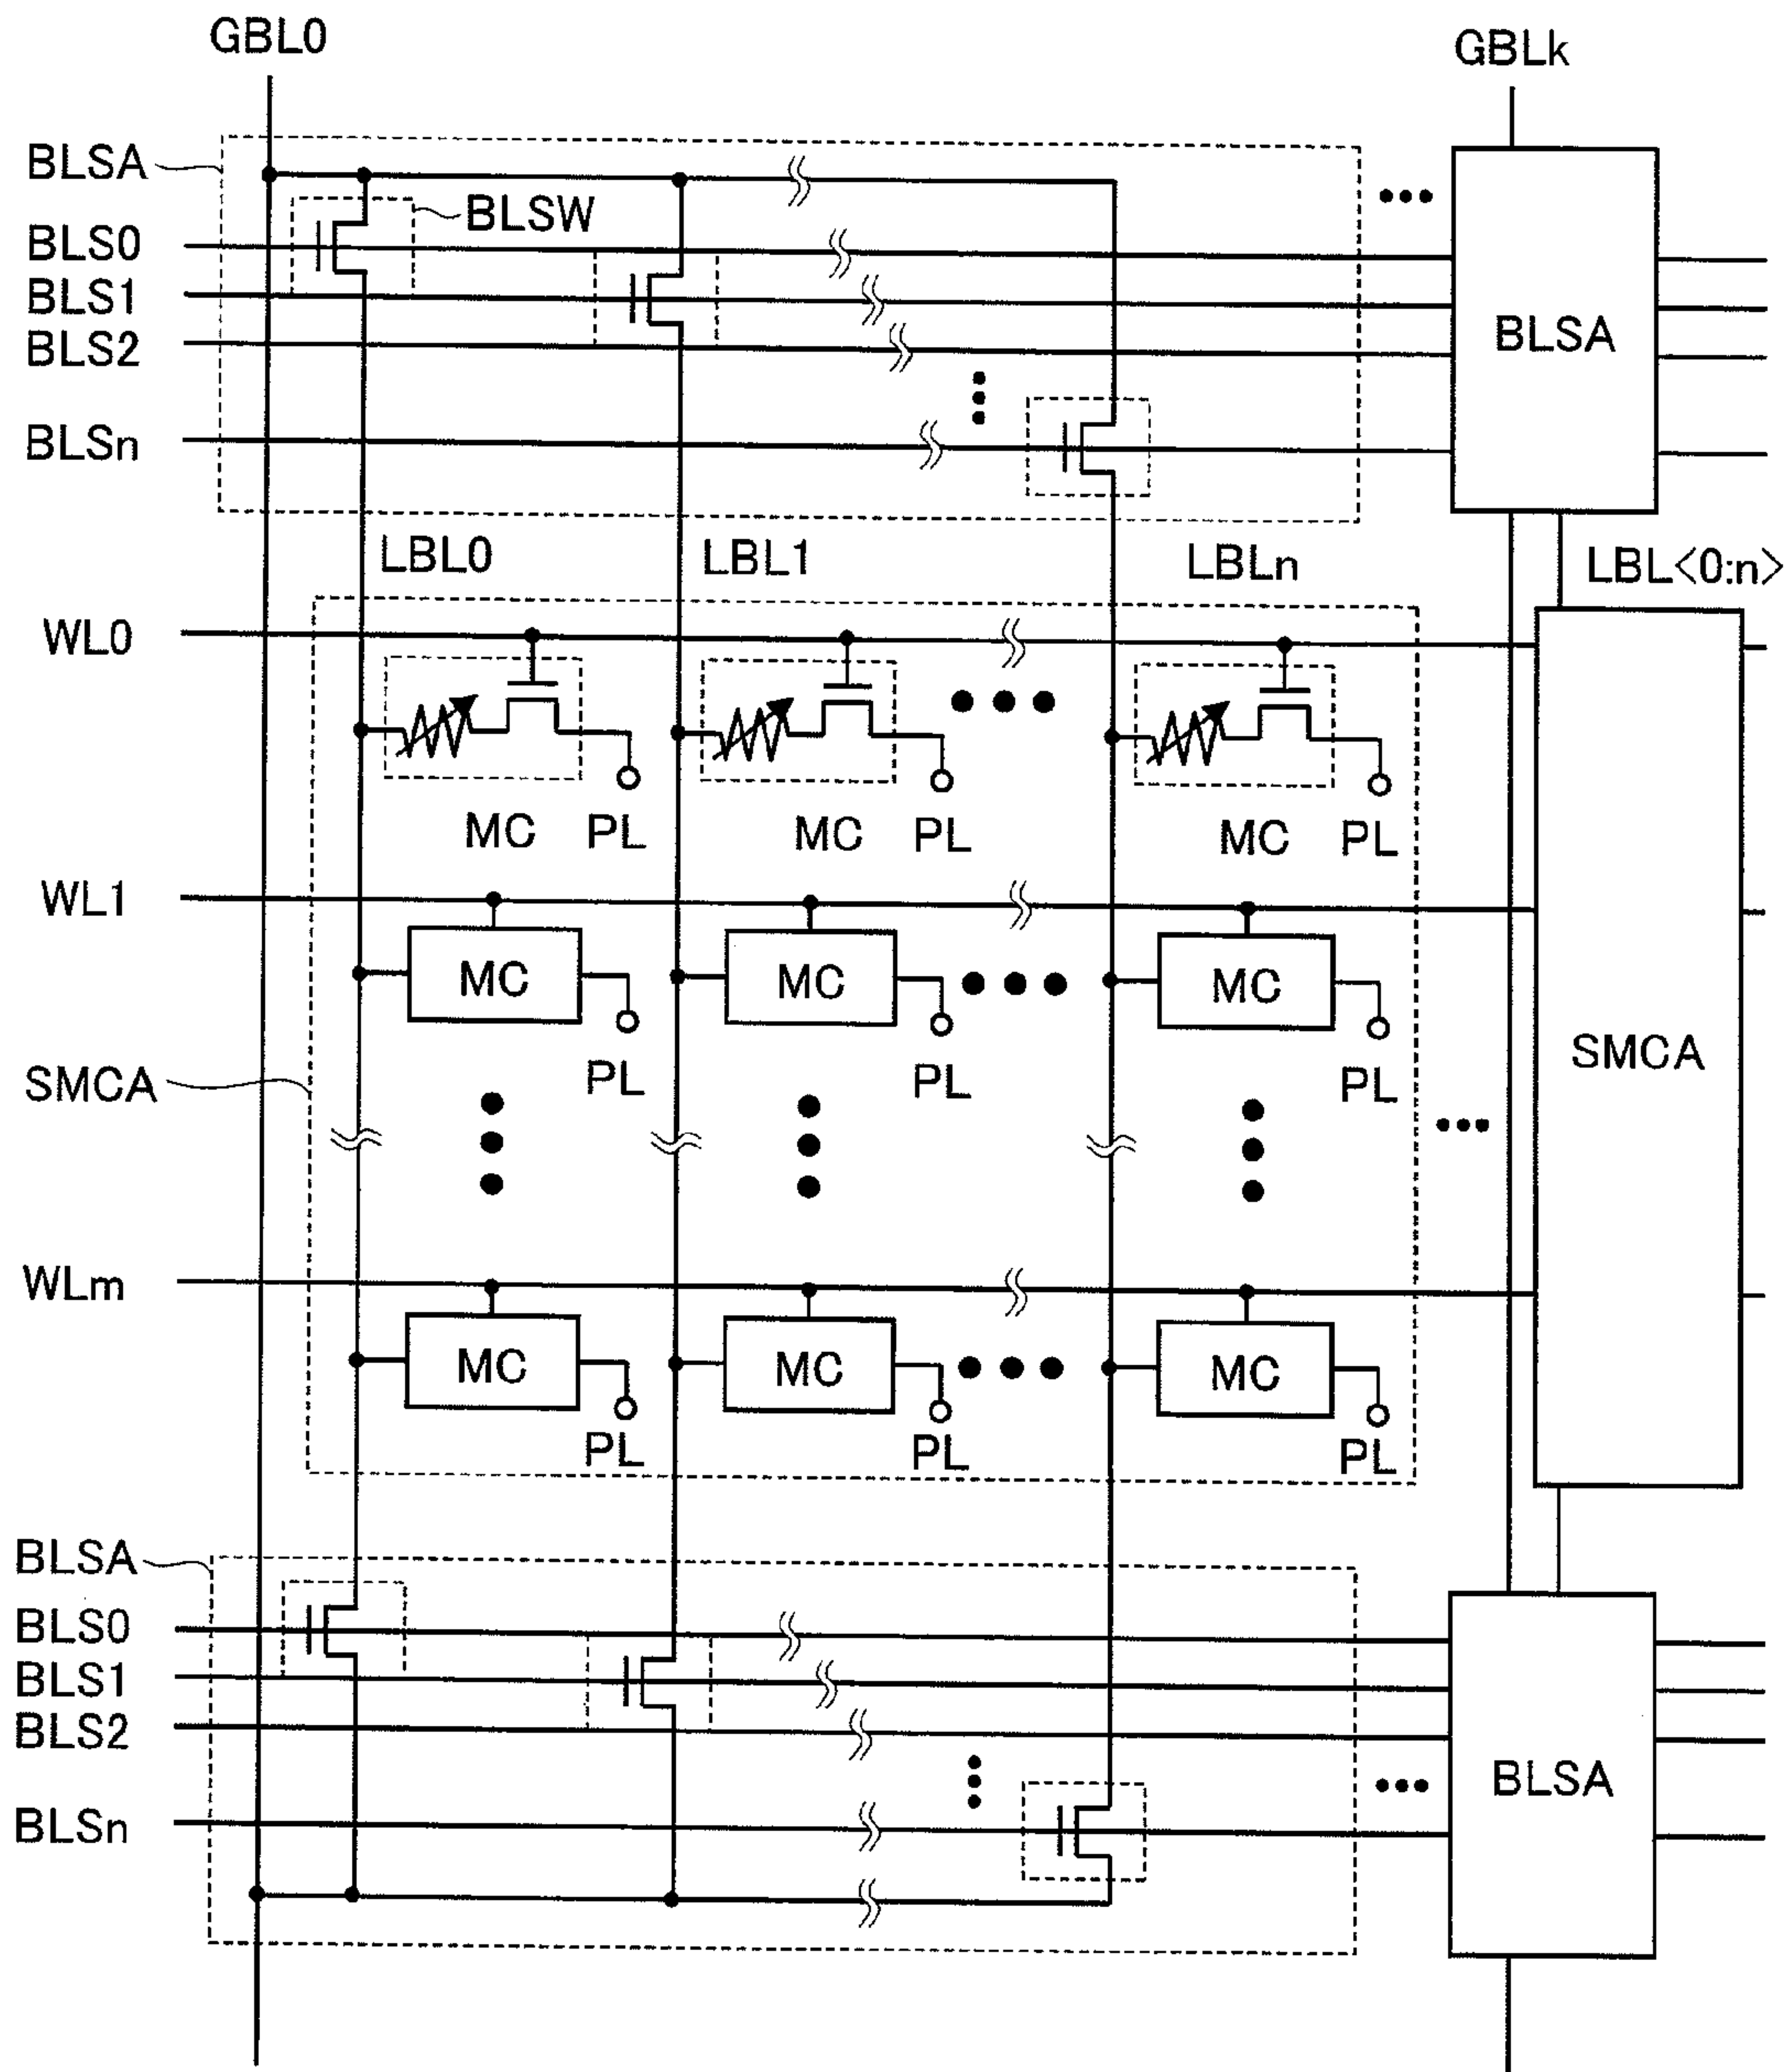 GBL0
GBLk
BLSA
BLSW
BLS0
BLS1
BLS2
BLSA
BLSn
LBL0
LBL1
LBLn
LBL<0:n>
WL0
MC
PL
MC
PL
MC
PL
WL1
MC
MC
MC
SMCA
SMCA
PL
PL
PL
WLm
MC
MC
MC
PL
PL
PL
BLSA
BLS0
BLS1
BLS2
BLSA
BLSn